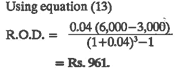 Using equation (13)
R.O.D. = 0.04 (6,000–3,000) / (1+0.04)³–1
= Rs. 961.